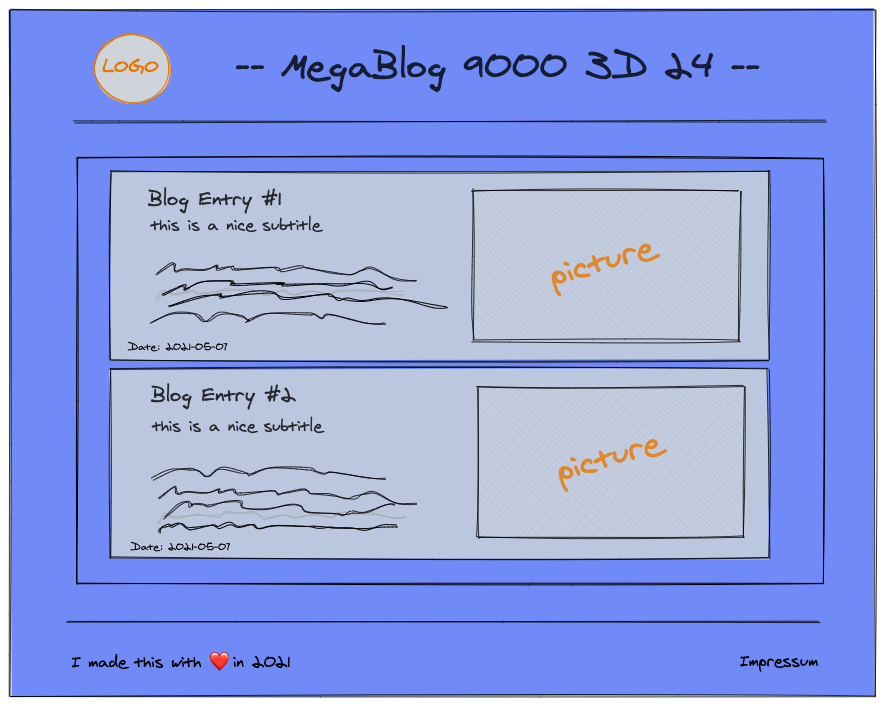 LOGO
-- MegaBlog 9000 3D 24 --
Blog Entry #1
this is a nice subtitle
picture
Date: 2021-05-07
Blog Entry #2
this is a nice subtitle
picture
Date: 2021-05-07
I made this with ❤️ in 2021
Impressum